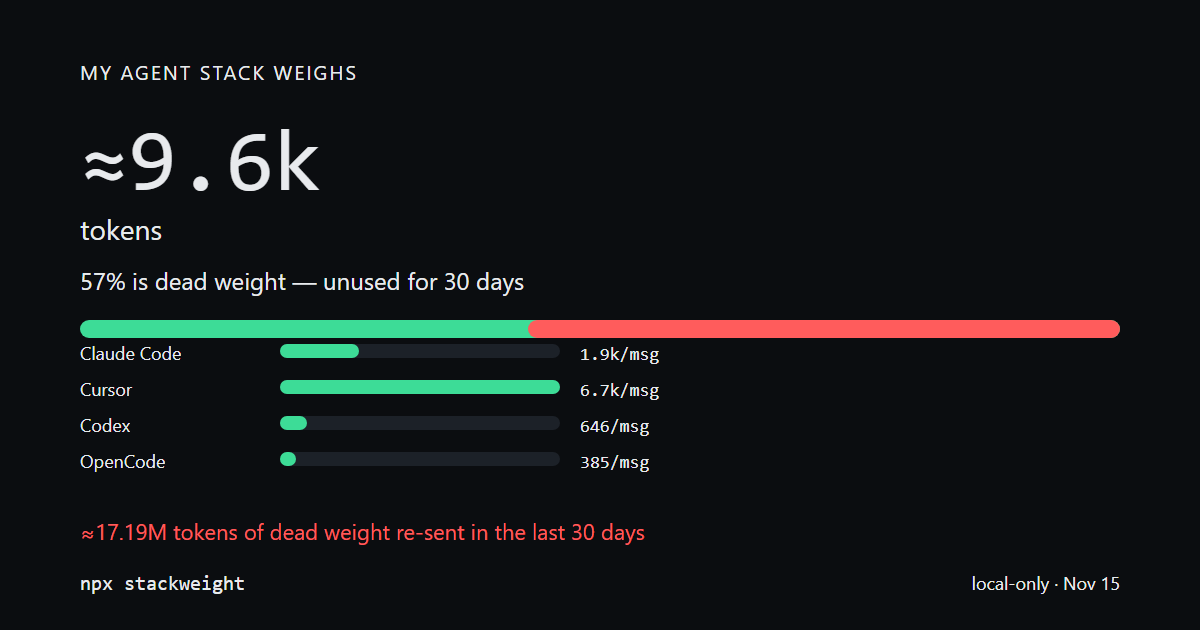 MY AGENT STACK WEIGHS
≈9.6k
tokens
57% is dead weight — unused for 30 days
Claude Code 1.9k/msg
Cursor 6.7k/msg
Codex 646/msg
OpenCode 385/msg
≈17.19M tokens of dead weight re-sent in the last 30 days
npx stackweight local-only · Nov 15